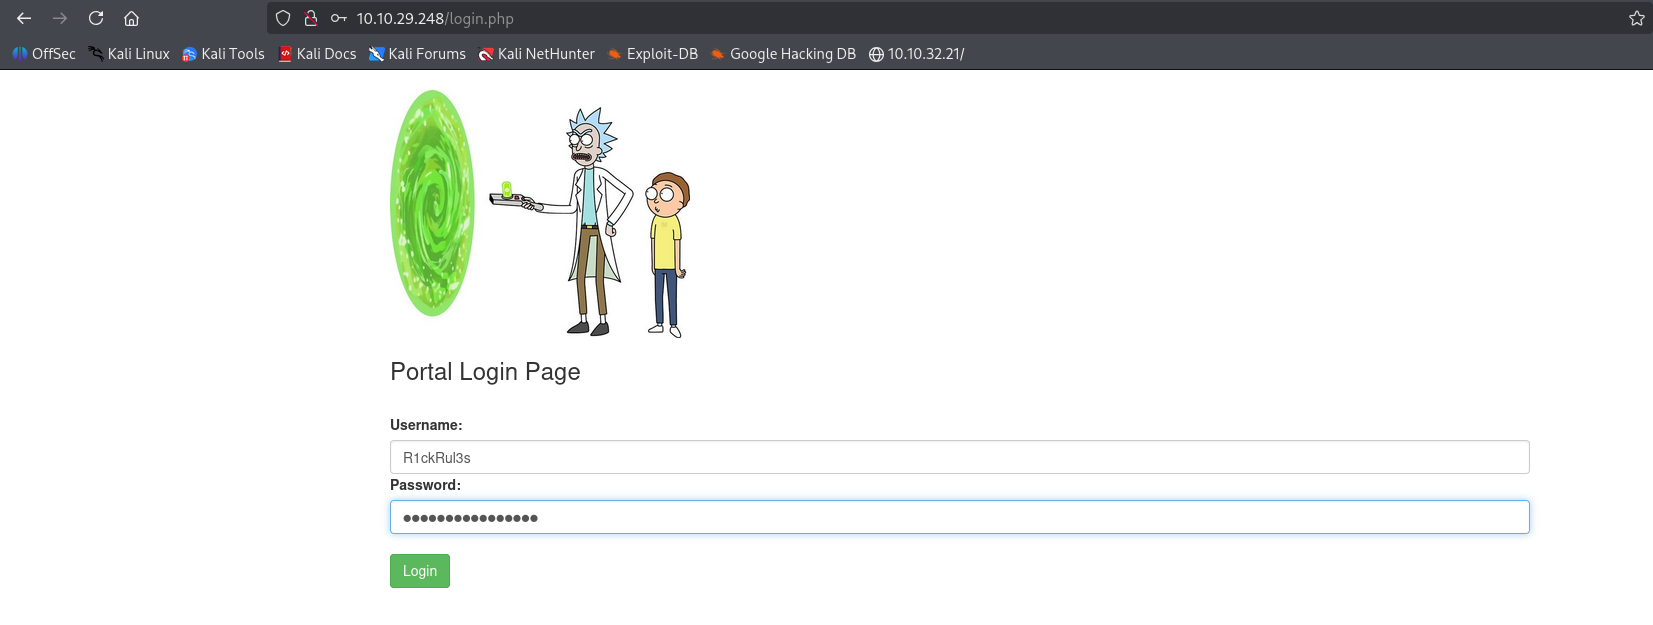 10.10.29.248/login.php
OffSec Kali Linux Kali Tools Kali Docs Kali Forums Kali NetHunter Exploit-DB Google Hacking DB 10.10.32.21/
Portal Login Page
Username:
R1ckRul3s
Password:
●●●●●●●●●●●●●●●●
Login